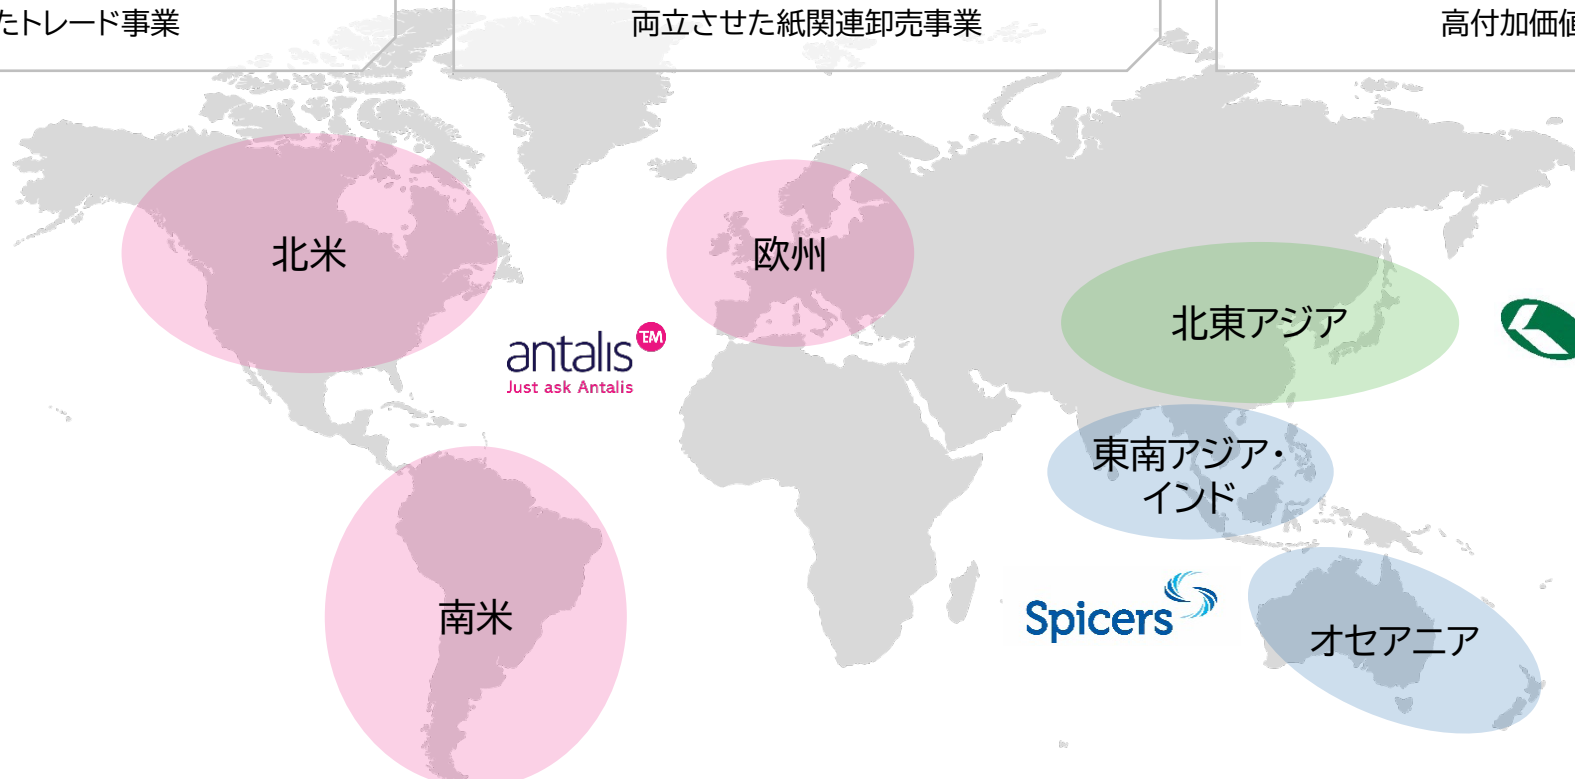 たトレード事業
両立させた紙関連卸売事業
高付加価値
北米
欧州
北東アジア
antalis TM
Just ask Antalis
東南アジア・
インド
Spicers
南米
オセアニア